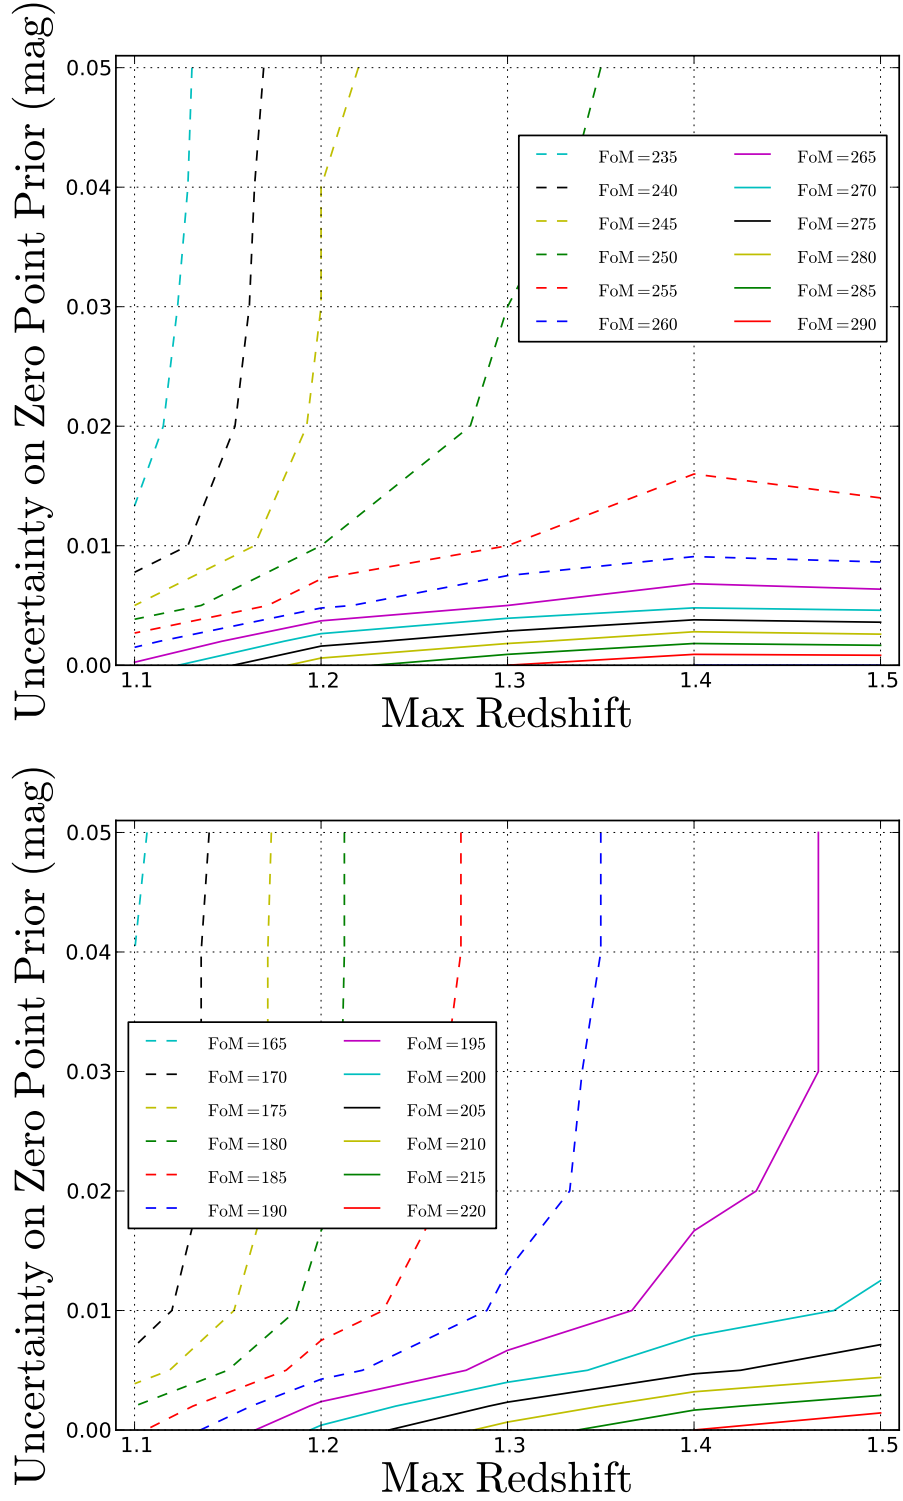 Uncertainty on Zero Point Prior (mag)
0.05
0.04
0.03
0.02
0.01
0.00
FoM=235 FoM=265
FoM=240 FoM=270
FoM=245 FoM=275
FoM=250 FoM=280
FoM=255 FoM=285
FoM=260 FoM=290
1.1 1.2 1.3 1.4 1.5
Max Redshift
Uncertainty on Zero Point Prior (mag)
0.05
0.04
0.03
0.02
0.01
0.00
FoM=165 FoM=195
FoM=170 FoM=200
FoM=175 FoM=205
FoM=180 FoM=210
FoM=185 FoM=215
FoM=190 FoM=220
1.1 1.2 1.3 1.4 1.5
Max Redshift